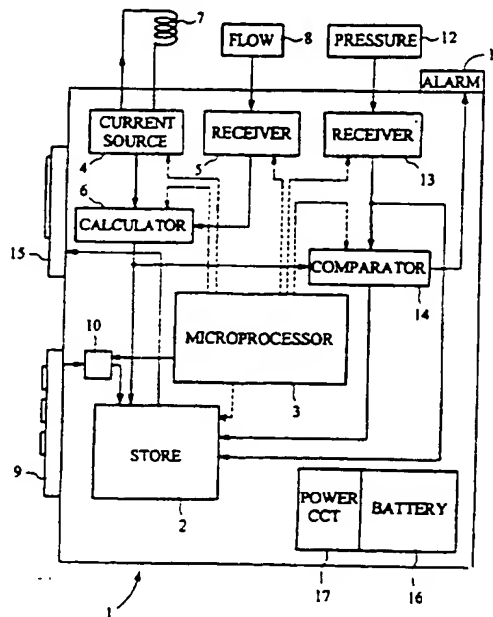 7
FLOW
8
PRESSURE
12
1
ALARM
CURRENT
SOURCE
4
RECEIVER
5
RECEIVER
13
6
CALCULATOR
15
COMPARATOR
14
10
MICROPROCESSOR
3
9
STORE
2
POWER
CCT
BATTERY
17
16
1